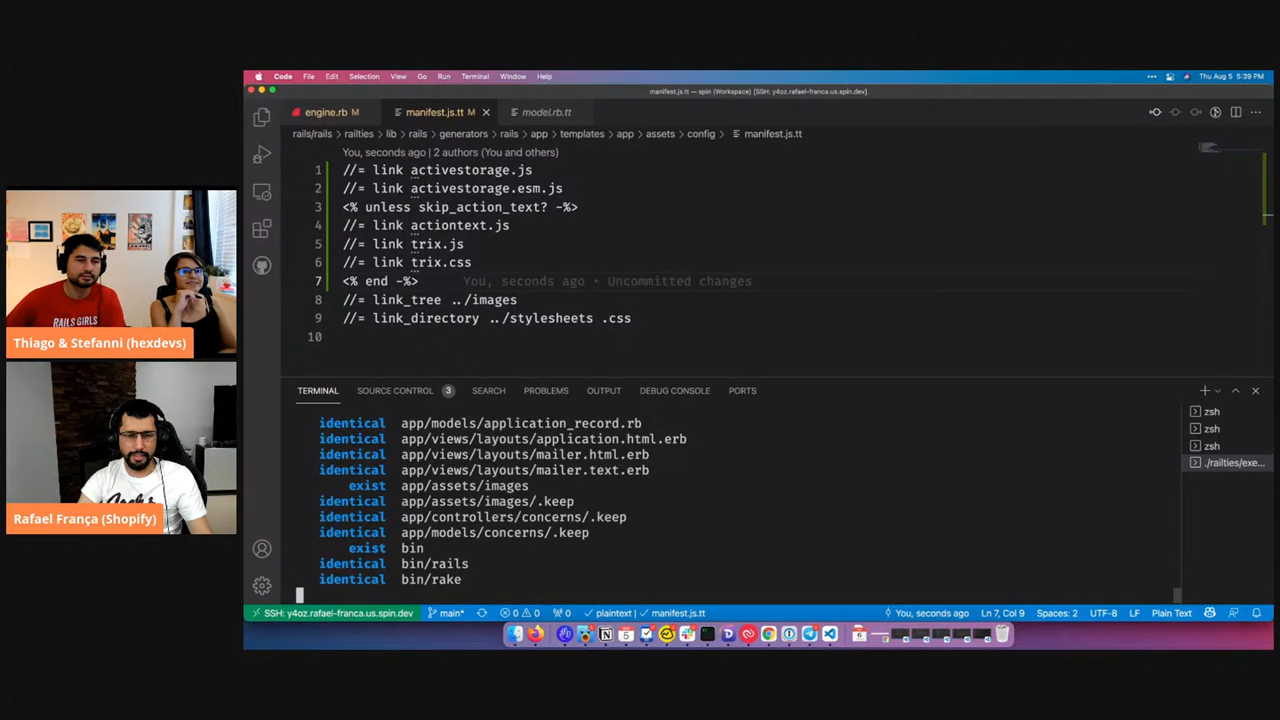 Code File Edit Selection View Go Run Terminal Window Help
Thu Aug 5 5:39 PM
manifest.js.tt — spin (Workspace) [SSH: y4oz.rafael-franca.us.spin.dev]
engine.rb M
manifest.js.tt M
model.rb.tt
rails/rails > railties > lib > rails > generators > rails > app > templates > app > assets > config > manifest.js.tt
You, seconds ago | 2 authors (You and others)
1 //= link activestorage.js
2 //= link activestorage.esm.js
3 <% unless skip_action_text? -%>
4 //= link actiontext.js
5 //= link trix.js
6 //= link trix.css
7 <% end -%> You, seconds ago • Uncommitted changes
8 //= link_tree ../images
9 //= link_directory ../stylesheets .css
10
RAILS GIRLS
Thiago & Stefanni (hexdevs)
Rafael França (Shopify)
TERMINAL SOURCE CONTROL 3 SEARCH PROBLEMS OUTPUT DEBUG CONSOLE PORTS
identical app/models/application_record.rb
identical app/views/layouts/application.html.erb
identical app/views/layouts/mailer.html.erb
identical app/views/layouts/mailer.text.erb
exist app/assets/images
identical app/assets/images/.keep
identical app/controllers/concerns/.keep
identical app/models/concerns/.keep
exist bin
identical bin/rails
identical bin/rake
zsh
zsh
zsh
./railties/exe...
SSH: y4oz.rafael-franca.us.spin.dev main* 0 0 0 plaintext | manifest.js.tt You, seconds ago Ln 7, Col 9 Spaces: 2 UTF-8 LF Plain Text